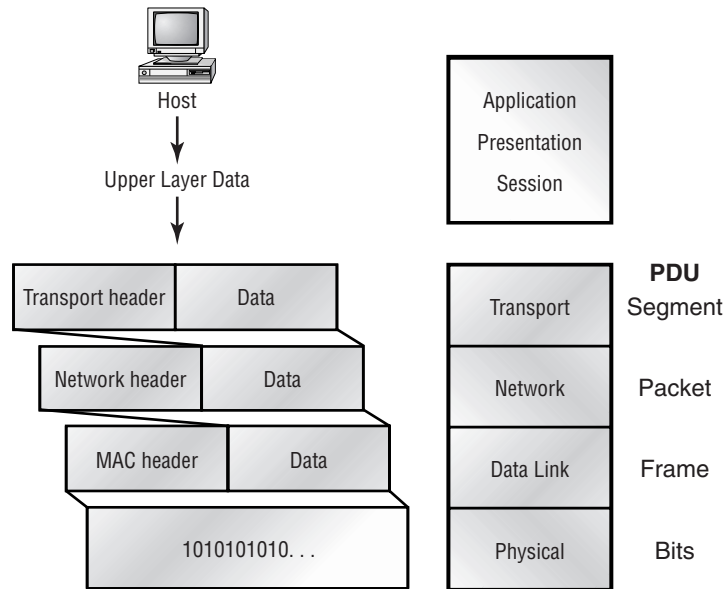 Host
Upper Layer Data
Application
Presentation
Session
PDU
Transport header Data Transport Segment
Network header Data Network Packet
MAC header Data Data Link Frame
1010101010. . . Physical Bits